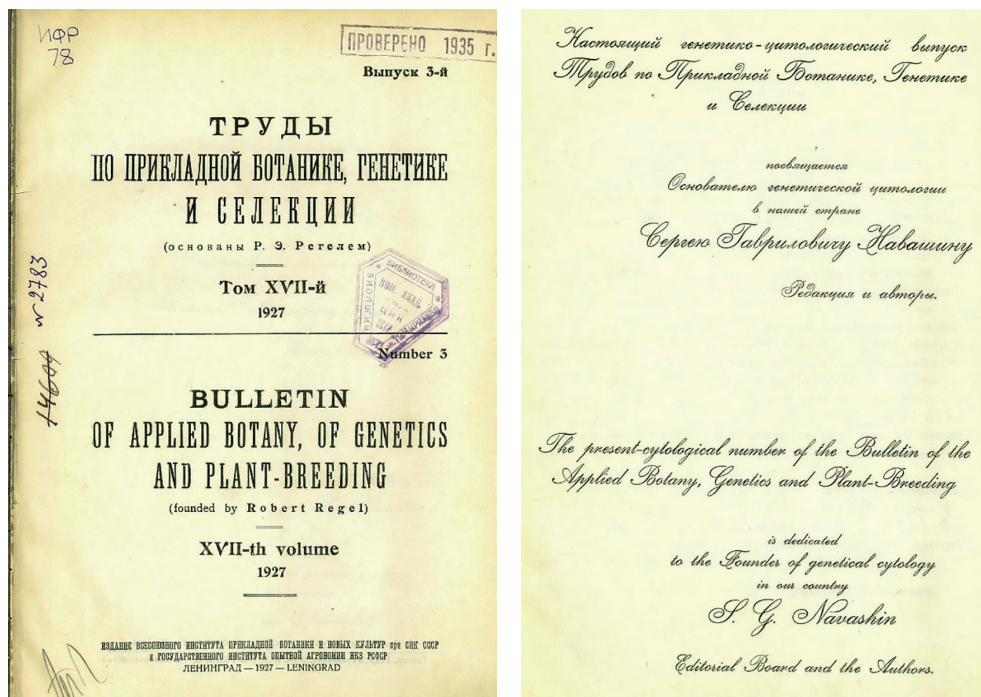 ИФР
78
ПРОВЕРЕНО 1935 г.
Выпуск 3-й
ТРУДЫ
ПО ПРИКЛАДНОЙ БОТАНИКЕ, ГЕНЕТИКЕ
И СЕЛЕКЦИИ
(основаны Р. Э. Регелем)
Том XVII-й
1927
БИБЛИОТЕКА
№ 2783
Number 3
BULLETIN
OF APPLIED BOTANY, OF GENETICS
AND PLANT-BREEDING
(founded by Robert Regel)
XVII-th volume
1927
ИЗДАНИЕ ВСЕСОЮЗНОГО ИНСТИТУТА ПРИКЛАДНОЙ БОТАНИКИ И НОВЫХ КУЛЬТУР при СНК СССР
и ГОСУДАРСТВЕННОГО ИНСТИТУТА ОПЫТНОЙ АГРОНОМИИ НКЗ РСФСР
ЛЕНИНГРАД — 1927 — LENINGRAD
Настоящий генетико-цитологический выпуск
Трудов по Прикладной Ботанике, Генетике
и Селекции
посвящается
Основателю генетической цитологии
в нашей стране
Сергею Гавриловичу Навашину
Редакция и авторы.
The present-cytological number of the Bulletin of the
Applied Botany, Genetics and Plant-Breeding
is dedicated
to the Founder of genetical cytology
in our country
S. G. Navashin
Editorial Board and the Authors.